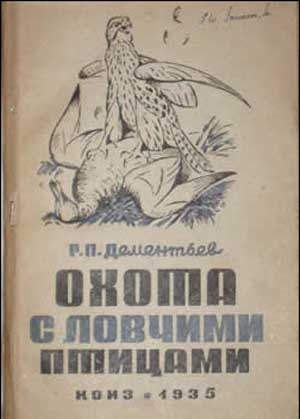 Г.П. Дементьев
ОХОТА
С ЛОВЧИМИ
ПТИЦАМИ
КОИЗ • 1935